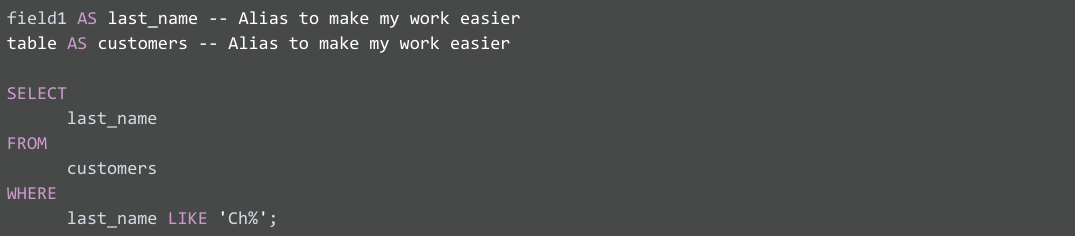 field1 AS last_name -- Alias to make my work easier
table AS customers -- Alias to make my work easier
SELECT
last_name
FROM
customers
WHERE
last_name LIKE 'Ch%';